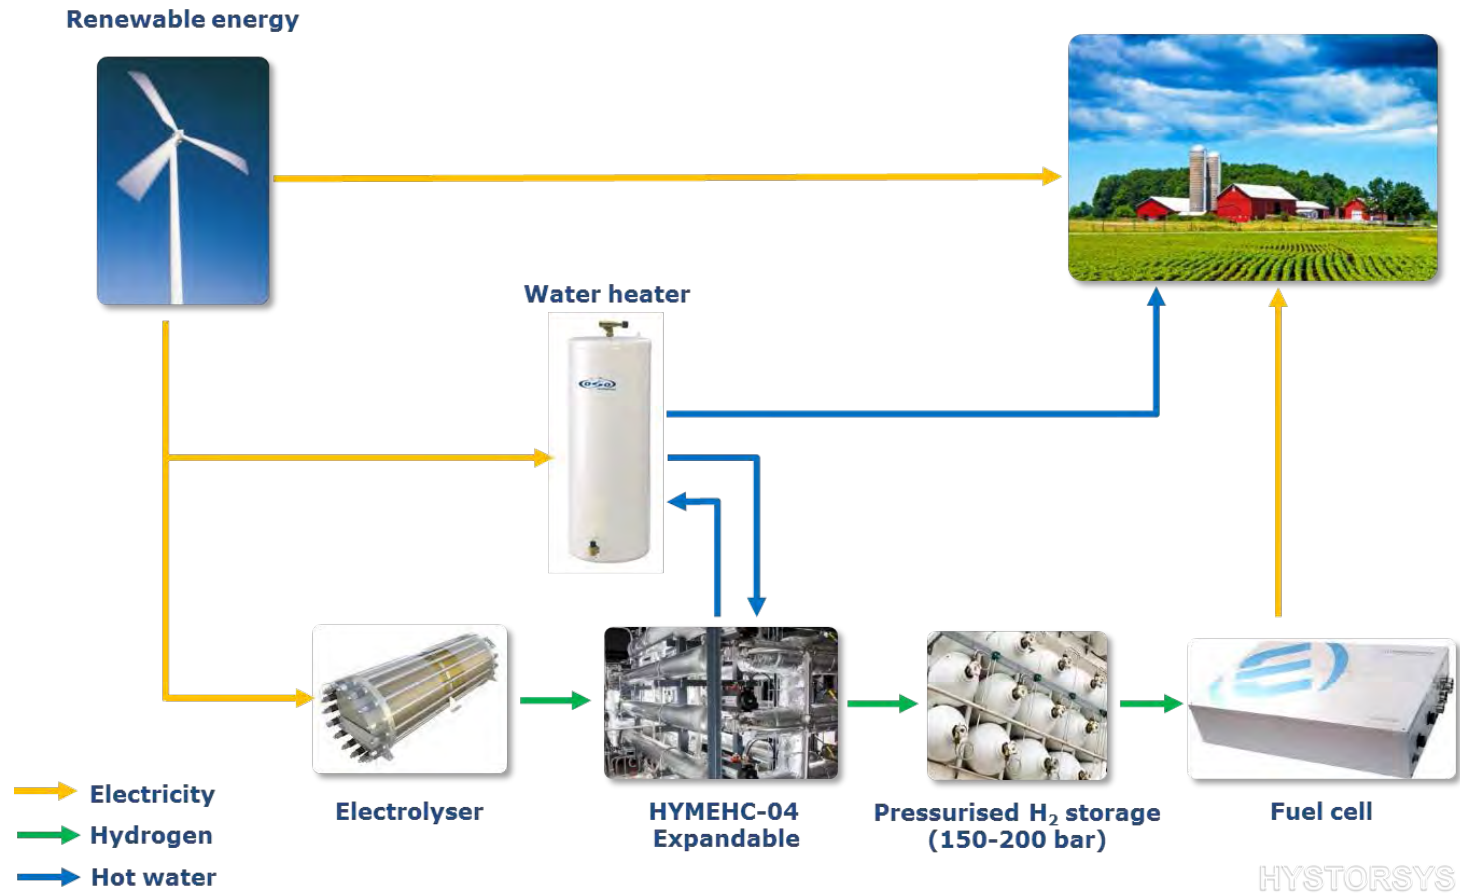 Renewable energy
Water heater
OSO
Electrolyser
HYMEHC-04
Expandable
Pressurised H₂ storage
(150-200 bar)
Fuel cell
Electricity
Hydrogen
Hot water
HYSTORSYS